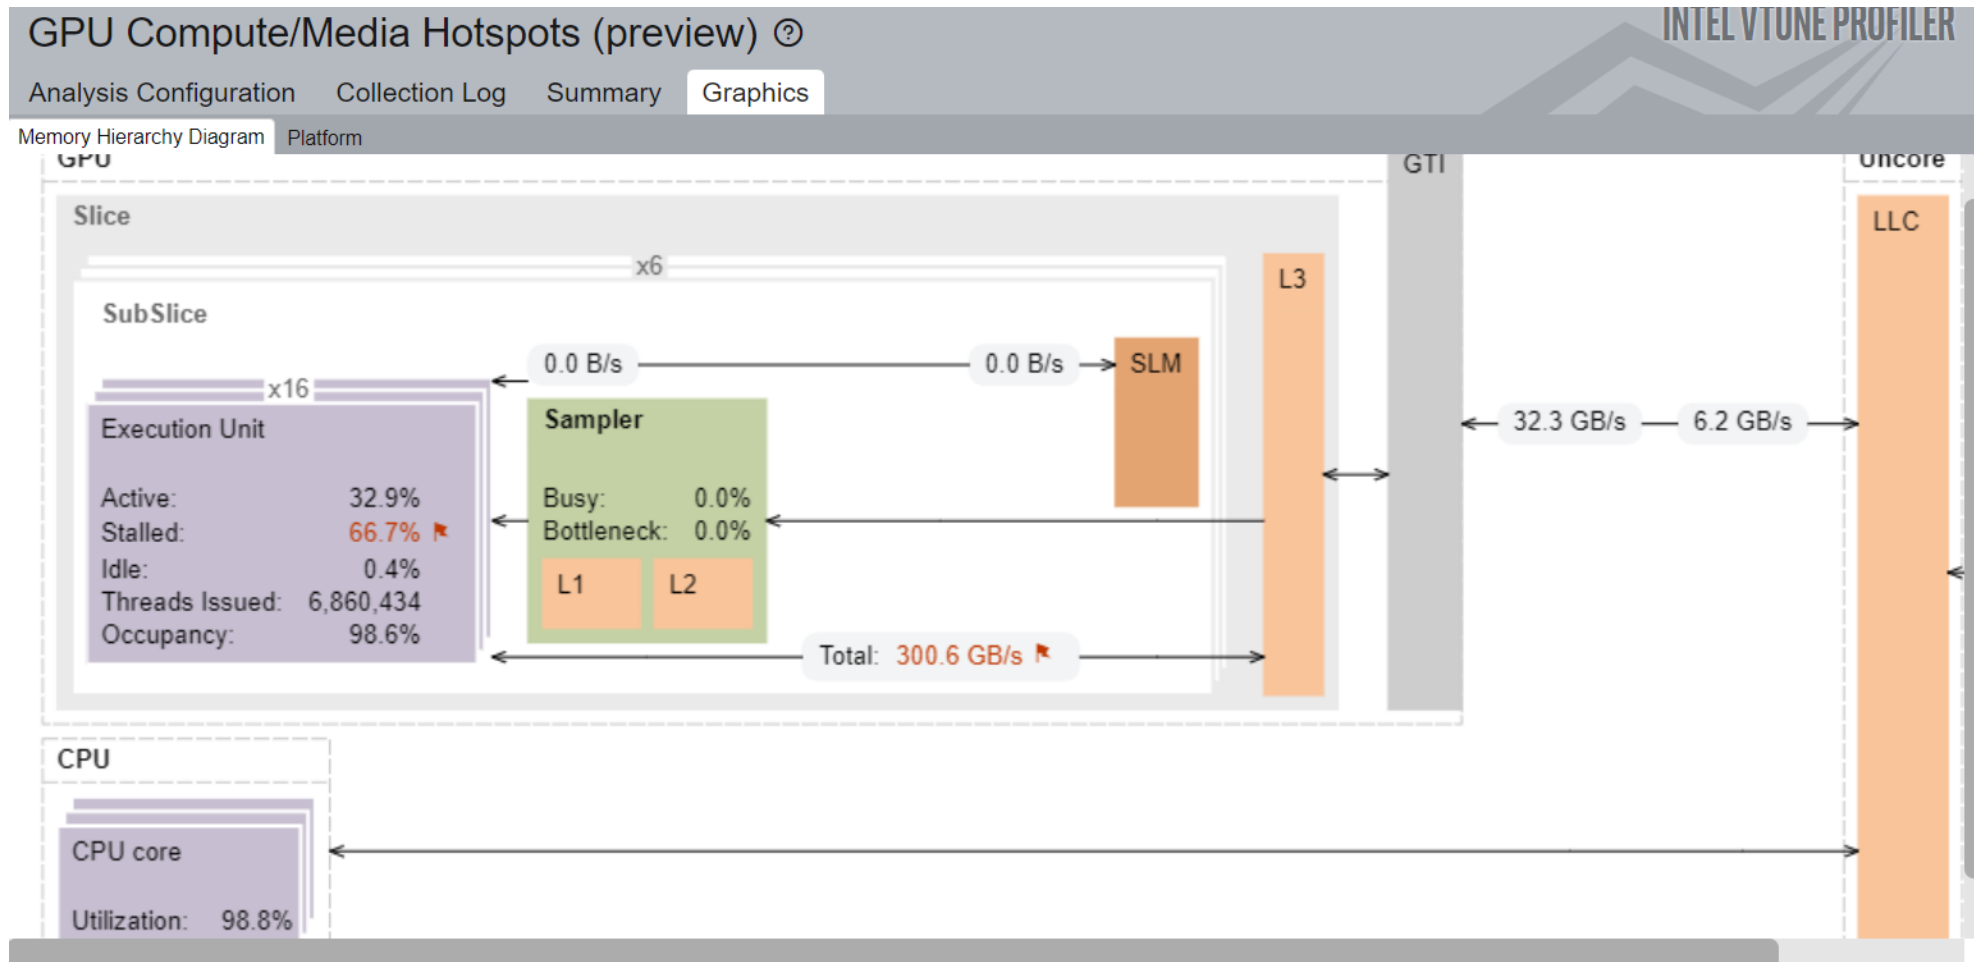 GPU Compute/Media Hotspots (preview) ?
INTEL VTUNE PROFILER
Analysis Configuration Collection Log Summary Graphics
Memory Hierarchy Diagram Platform
GPU
GTI
Uncore
Slice
LLC
x6
L3
SubSlice
0.0 B/s 0.0 B/s SLM
x16
Execution Unit
Sampler
32.3 GB/s 6.2 GB/s
Active: 32.9%
Stalled: 66.7%
Idle: 0.4%
Threads Issued: 6,860,434
Occupancy: 98.6%
Busy: 0.0%
Bottleneck: 0.0%
L1 L2
Total: 300.6 GB/s
CPU
CPU core
Utilization: 98.8%